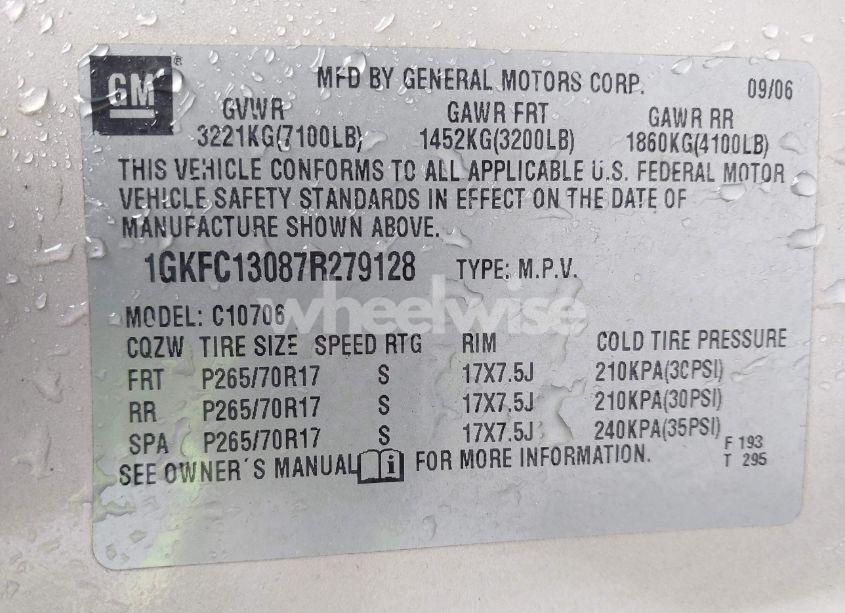 GM®
MFD BY GENERAL MOTORS CORP. 09/06
GVWR GAWR FRT GAWR RR
3221KG(7100LB) 1452KG(3200LB) 1860KG(4100LB)
THIS VEHICLE CONFORMS TO ALL APPLICABLE U.S. FEDERAL MOTOR
VEHICLE SAFETY STANDARDS IN EFFECT ON THE DATE OF
MANUFACTURE SHOWN ABOVE.
1GKFC13087R279128 TYPE: M.P.V.
wheelwise
MODEL: C10706
CQZW TIRE SIZE SPEED RTG RIM COLD TIRE PRESSURE
FRT P265/70R17 S 17X7.5J 210KPA(30PSI)
RR P265/70R17 S 17X7.5J 210KPA(30PSI)
SPA P265/70R17 S 17X7.5J 240KPA(35PSI)
F 193
SEE OWNER'S MANUAL i FOR MORE INFORMATION. T 295